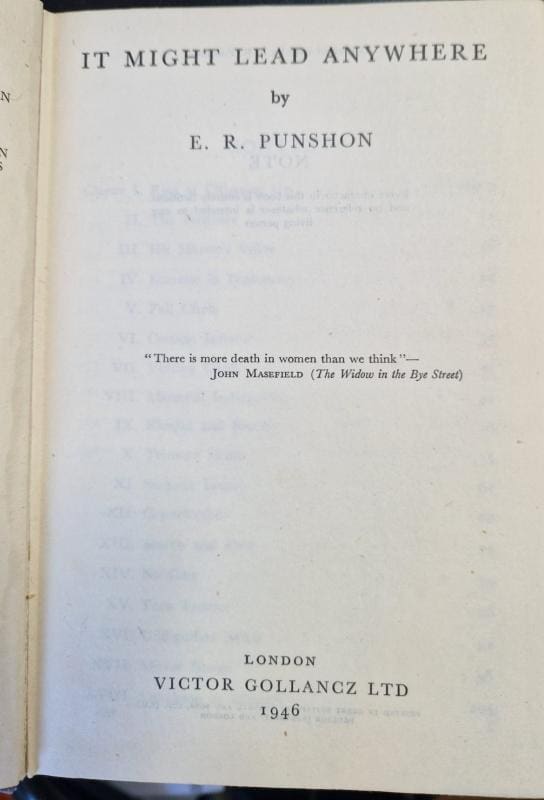 IT MIGHT LEAD ANYWHERE
by
E. R. PUNSHON
"There is more death in women than we think"—
JOHN MASEFIELD (The Widow in the Bye Street)
LONDON
VICTOR GOLLANCZ LTD
1946